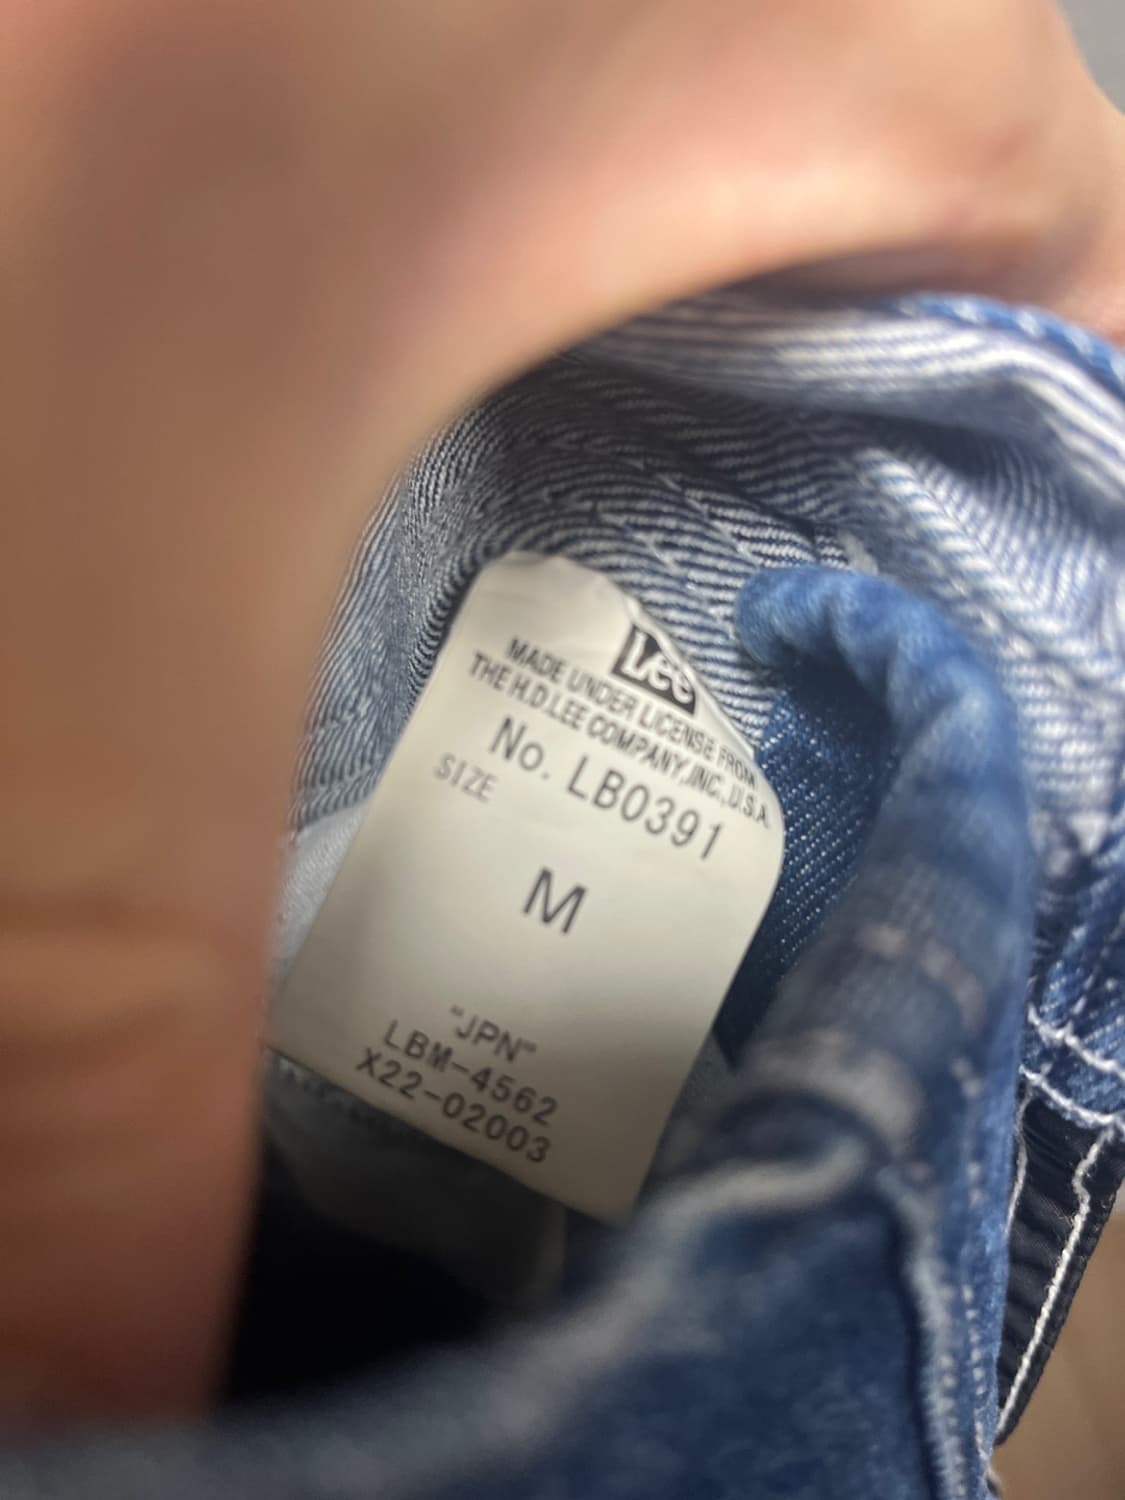 Lee
MADE UNDER LICENSE FROM
THE H.D.LEE COMPANY,INC.,U.S.A.
No. LB0391
SIZE
M
"JPN"
LBM-4562
X22-02003